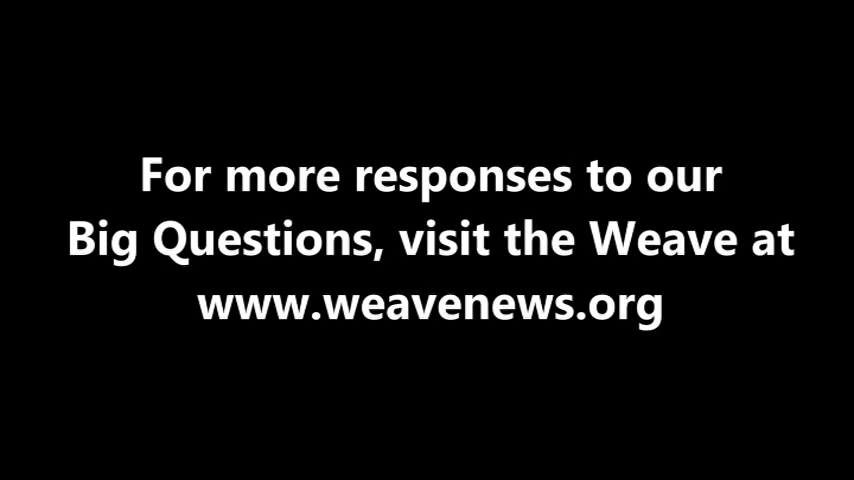 For more responses to our
Big Questions, visit the Weave at
www.weavenews.org